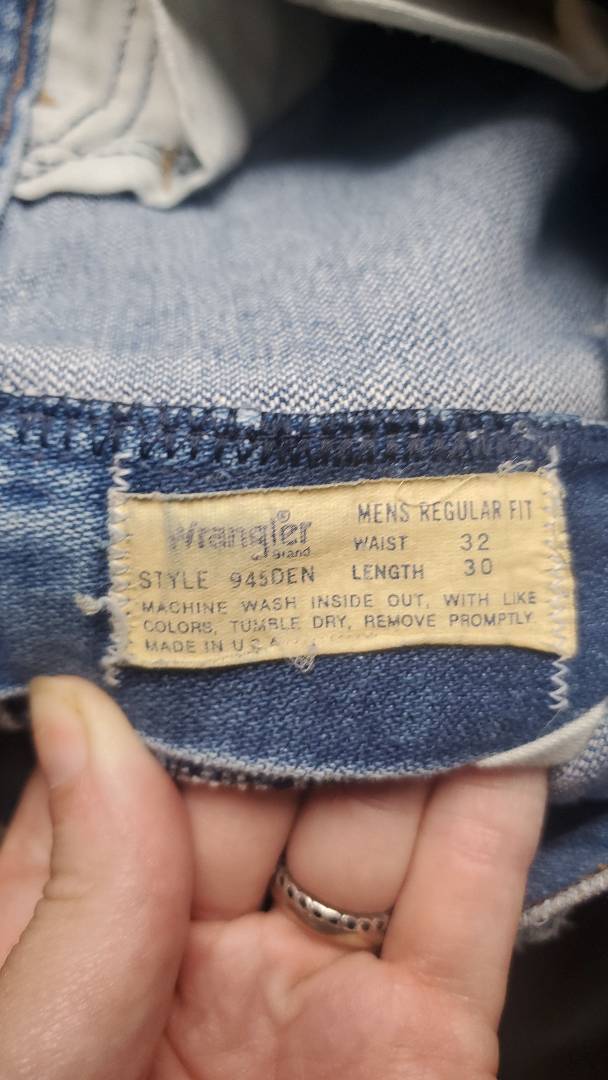 Wrangler®
Brand
MENS REGULAR FIT
WAIST 32
STYLE 945DEN
LENGTH 30
MACHINE WASH INSIDE OUT, WITH LIKE
COLORS, TUMBLE DRY, REMOVE PROMPTLY
MADE IN U.S.A.